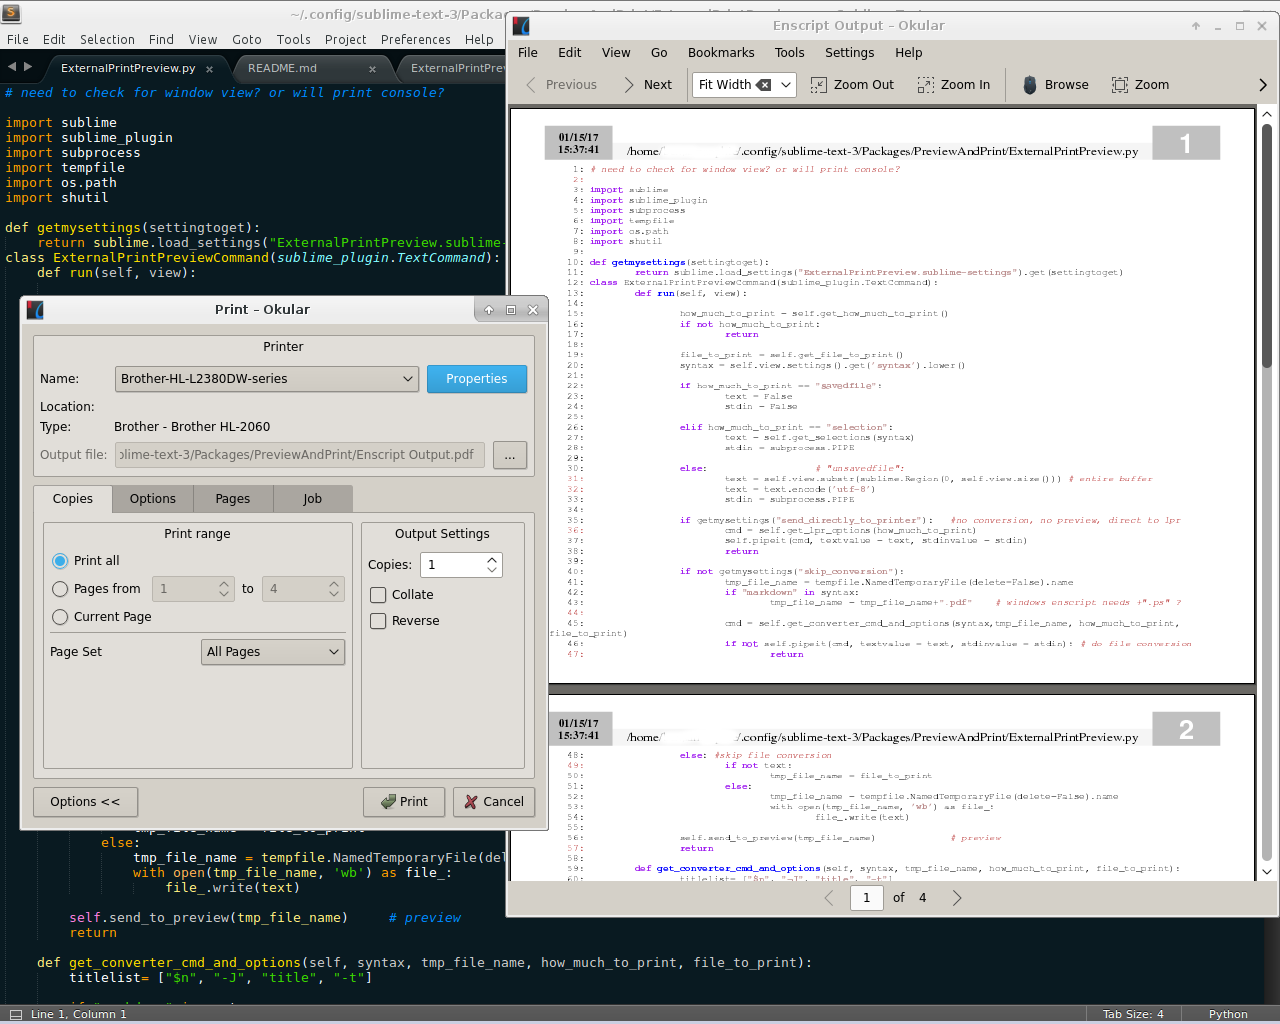 ~/.config/sublime-text-3/Packa
File Edit Selection Find View Goto Tools Project Preferences Help
ExternalPrintPreview.py × README.md × ExternalPrintPre
# need to check for window view? or will print console?
import sublime
import sublime_plugin
import subprocess
import tempfile
import os.path
import shutil
def getmysettings(settingtoget):
return sublime.load_settings("ExternalPrintPreview.sublime-
class ExternalPrintPreviewCommand(sublime_plugin.TextCommand):
def run(self, view):
Print – Okular
Printer
Name: Brother-HL-L2380DW-series Properties
Location:
Type: Brother - Brother HL-2060
Output file: blime-text-3/Packages/PreviewAndPrint/Enscript Output.pdf ...
Copies Options Pages Job
Print range
Print all
Pages from 1 to 4
Current Page
Page Set All Pages
Output Settings
Copies: 1
Collate
Reverse
Options << Print Cancel
else:
tmp_file_name = tempfile.NamedTemporaryFile(del
with open(tmp_file_name, 'wb') as file_:
file_.write(text)
self.send_to_preview(tmp_file_name) # preview
return
def get_converter_cmd_and_options(self, syntax, tmp_file_name, how_much_to_print, file_to_print):
titlelist= ["$n", "-J", "title", "-t"]
Line 1, Column 1 Tab Size: 4 Python
Enscript Output – Okular
File Edit View Go Bookmarks Tools Settings Help
Previous Next Fit Width Zoom Out Zoom In Browse Zoom
01/15/17
15:37:41 /home/ /.config/sublime-text-3/Packages/PreviewAndPrint/ExternalPrintPreview.py 1
1: # need to check for window view? or will print console?
2:
3: import sublime
4: import sublime_plugin
5: import subprocess
6: import tempfile
7: import os.path
8: import shutil
9:
10: def getmysettings(settingtoget):
11: return sublime.load_settings("ExternalPrintPreview.sublime-settings").get(settingtoget)
12: class ExternalPrintPreviewCommand(sublime_plugin.TextCommand):
13: def run(self, view):
14:
15: how_much_to_print = self.get_how_much_to_print()
16: if not how_much_to_print:
17: return
18:
19: file_to_print = self.get_file_to_print()
20: syntax = self.view.settings().get('syntax').lower()
21:
22: if how_much_to_print == "savedfile":
23: text = False
24: stdin = False
25:
26: elif how_much_to_print == "selection":
27: text = self.get_selections(syntax)
28: stdin = subprocess.PIPE
29:
30: else: # "unsavedfile":
31: text = self.view.substr(sublime.Region(0, self.view.size())) # entire buffer
32: text = text.encode('utf-8')
33: stdin = subprocess.PIPE
34:
35: if getmysettings("send_directly_to_printer"): #no conversion, no preview, direct to lpr
36: cmd = self.get_lpr_options(how_much_to_print)
37: self.pipeit(cmd, textvalue = text, stdinvalue = stdin)
38: return
39:
40: if not getmysettings("skip_conversion"):
41: tmp_file_name = tempfile.NamedTemporaryFile(delete=False).name
42: if "markdown" in syntax:
43: tmp_file_name = tmp_file_name+".pdf" # windows enscript needs +".ps" ?
44:
45: cmd = self.get_converter_cmd_and_options(syntax,tmp_file_name, how_much_to_print,
file_to_print)
46: if not self.pipeit(cmd, textvalue = text, stdinvalue = stdin): # do file conversion
47: return
01/15/17
15:37:41 /home/ /.config/sublime-text-3/Packages/PreviewAndPrint/ExternalPrintPreview.py 2
48: else: #skip file conversion
49: if not text:
50: tmp_file_name = file_to_print
51: else:
52: tmp_file_name = tempfile.NamedTemporaryFile(delete=False).name
53: with open(tmp_file_name, 'wb') as file_:
54: file_.write(text)
55:
56: self.send_to_preview(tmp_file_name) # preview
57: return
58:
59: def get_converter_cmd_and_options(self, syntax, tmp_file_name, how_much_to_print, file_to_print):
60: titlelist= ["$n", "-J", "title", "-t"]
1 of 4